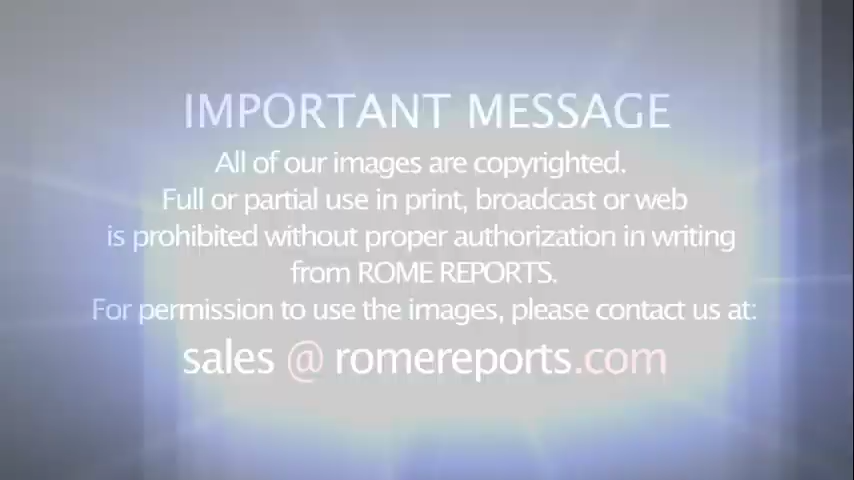 IMPORTANT MESSAGE
All of our images are copyrighted.
Full or partial use in print, broadcast or web
is prohibited without proper authorization in writing
from ROME REPORTS.
For permission to use the images, please contact us at:
sales @ romereports.com